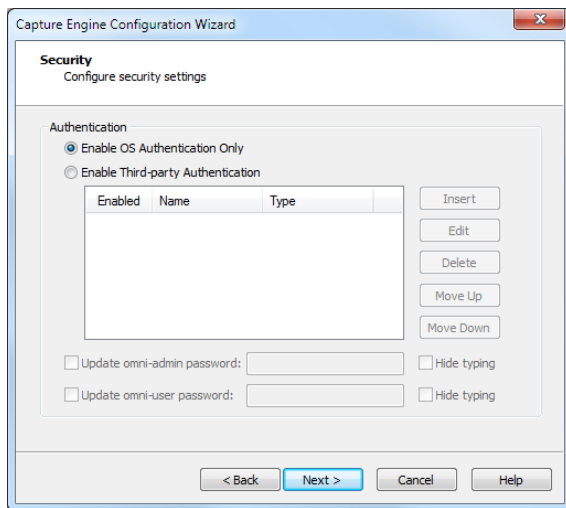 Capture Engine Configuration Wizard
Security
Configure security settings
Authentication
Enable OS Authentication Only
Enable Third-party Authentication
Enabled Name Type
Insert
Edit
Delete
Move Up
Move Down
Update omni-admin password: Hide typing
Update omni-user password: Hide typing
< Back Next > Cancel Help